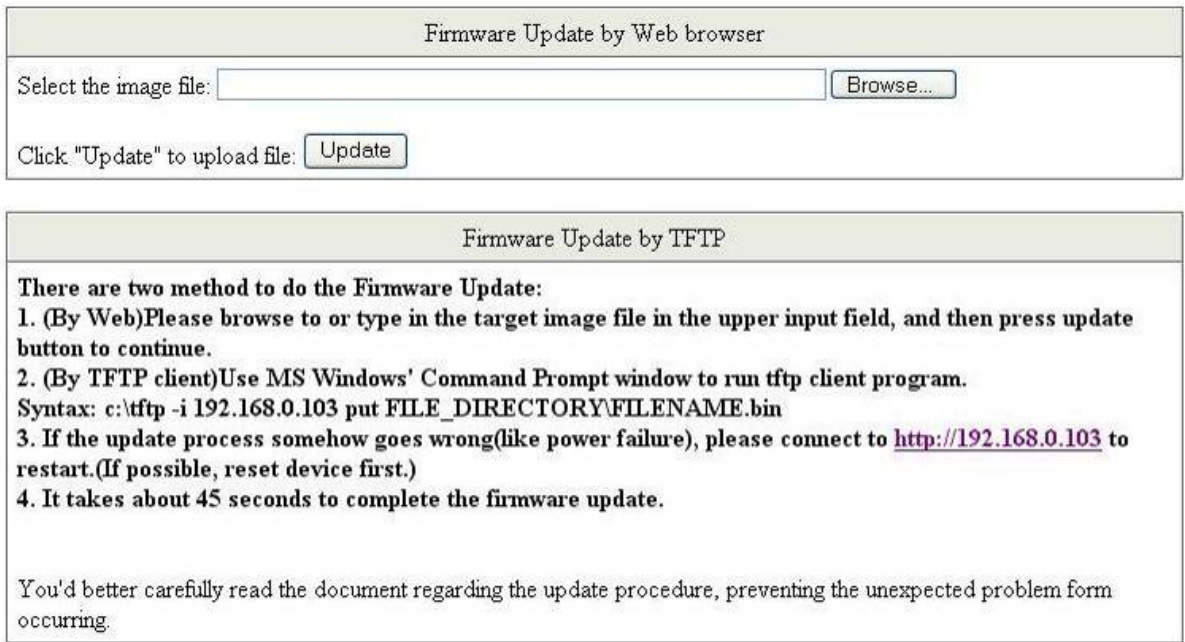 Firmware Update by Web browser
Select the image file: Browse...
Click "Update" to upload file: Update
Firmware Update by TFTP
There are two method to do the Firmware Update:
1. (By Web)Please browse to or type in the target image file in the upper input field, and then press update
button to continue.
2. (By TFTP client)Use MS Windows' Command Prompt window to run tftp client program.
Syntax: c:\tftp -i 192.168.0.103 put FILE_DIRECTORY\FILENAME.bin
3. If the update process somehow goes wrong(like power failure), please connect to http://192.168.0.103 to
restart.(If possible, reset device first.)
4. It takes about 45 seconds to complete the firmware update.
You'd better carefully read the document regarding the update procedure, preventing the unexpected problem form
occurring.